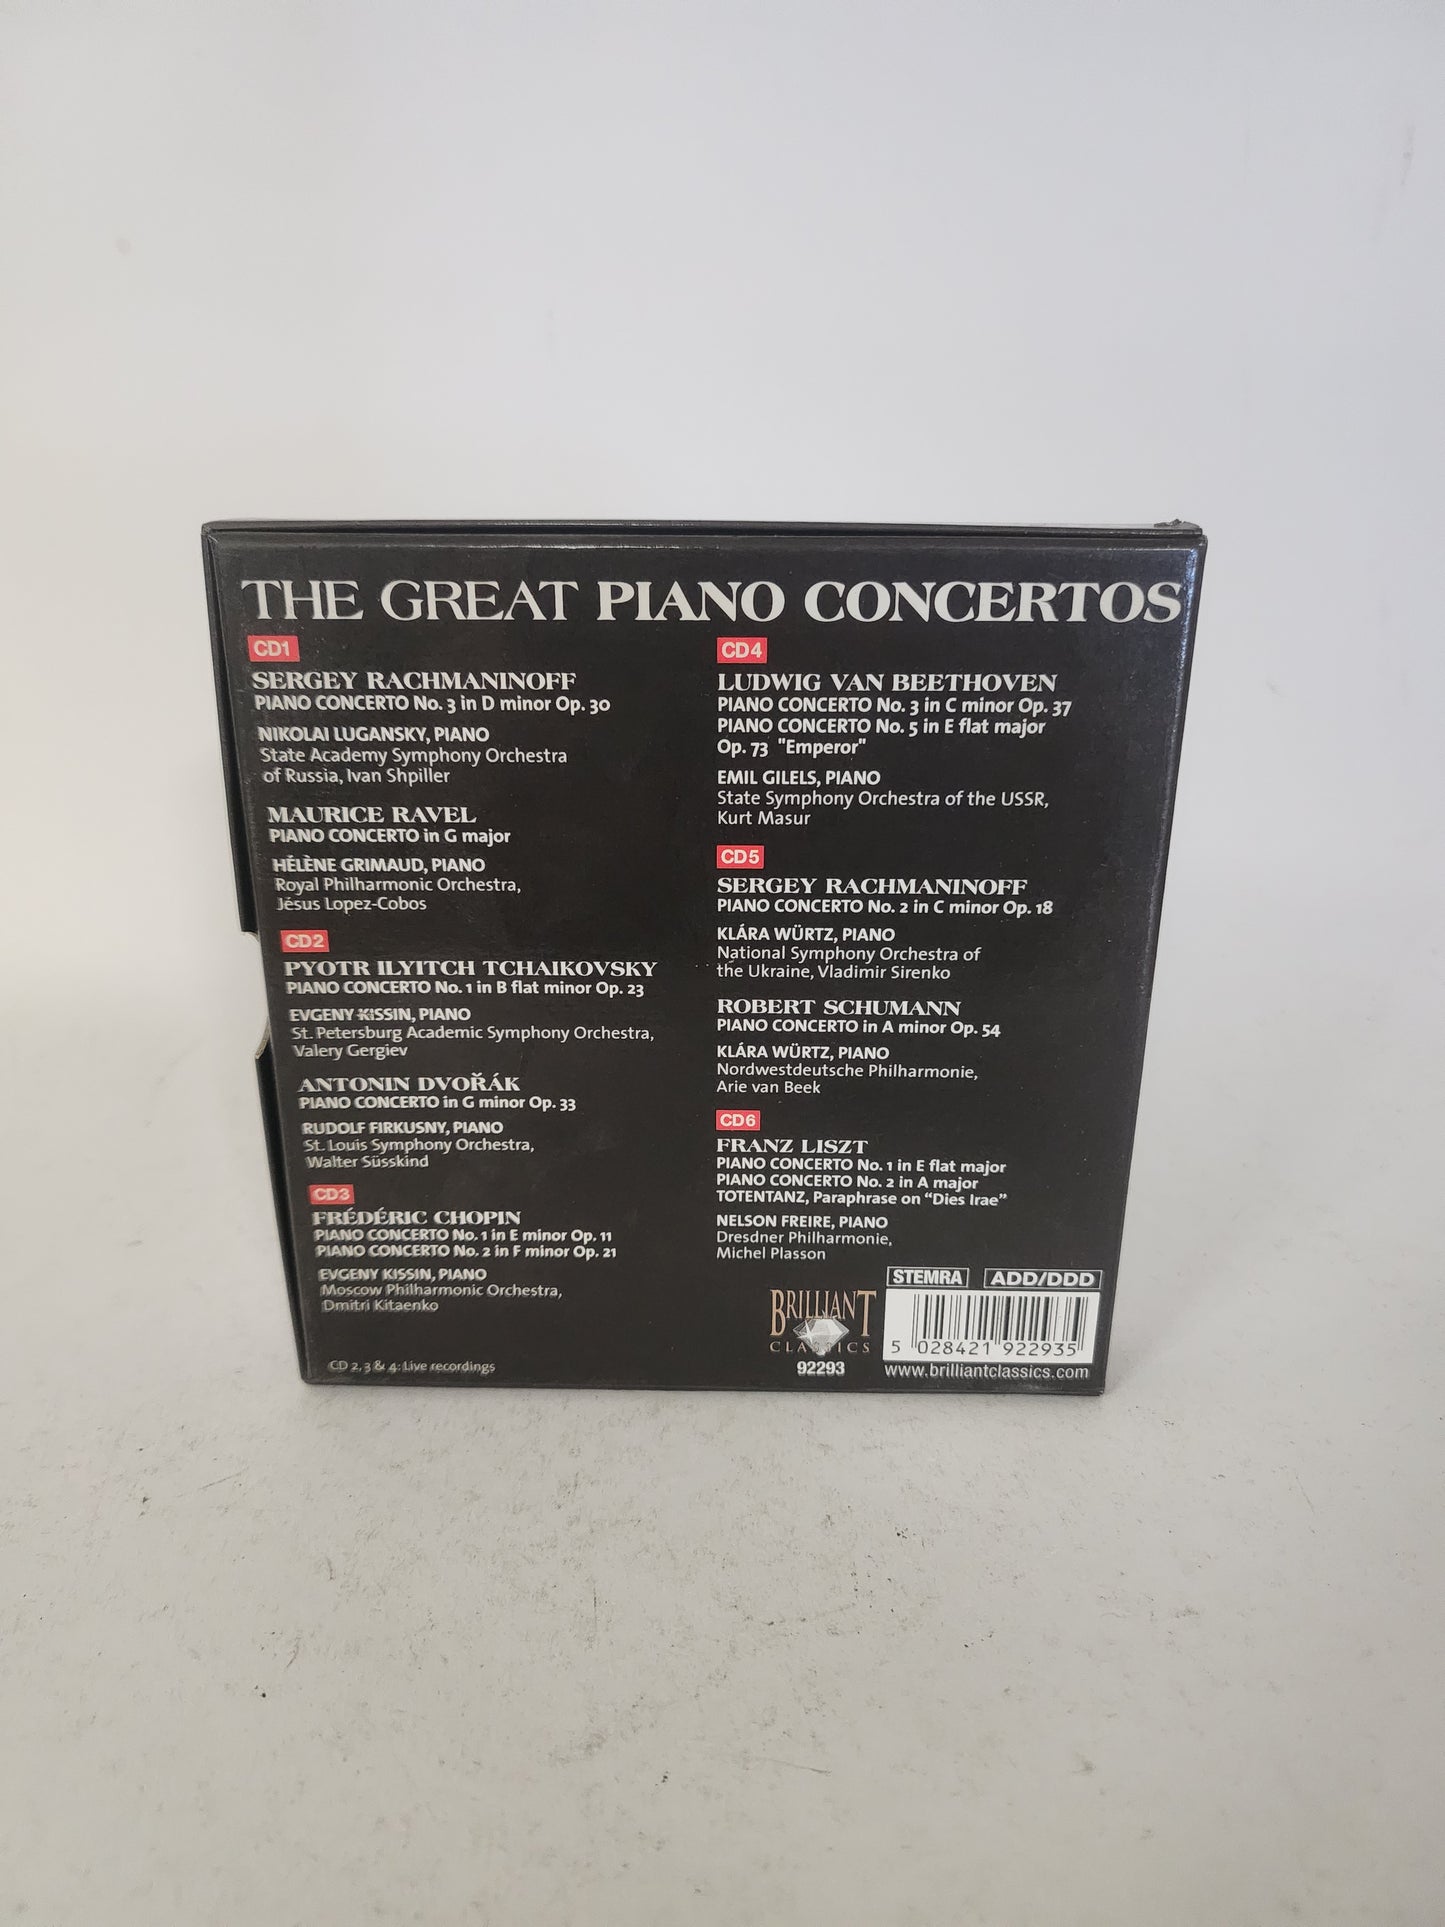 THE GREAT PIANO CONCERTOS
CD1
SERGEY RACHMANINOFF
PIANO CONCERTO No. 3 in D minor Op. 30
NIKOLAI LUGANSKY, PIANO
State Academy Symphony Orchestra
of Russia, Ivan Shpiller
MAURICE RAVEL
PIANO CONCERTO in G major
HÉLÈNE GRIMAUD, PIANO
Royal Philharmonic Orchestra,
Jésus Lopez-Cobos
CD2
PYOTR ILYITCH TCHAIKOVSKY
PIANO CONCERTO No. 1 in B flat minor Op. 23
EVGENY KISSIN, PIANO
St. Petersburg Academic Symphony Orchestra,
Valery Gergiev
ANTONIN DVOŘÁK
PIANO CONCERTO in G minor Op. 33
RUDOLF FIRKUSNY, PIANO
St. Louis Symphony Orchestra,
Walter Süsskind
CD3
FRÉDÉRIC CHOPIN
PIANO CONCERTO No. 1 in E minor Op. 11
PIANO CONCERTO No. 2 in F minor Op. 21
EVGENY KISSIN, PIANO
Moscow Philharmonic Orchestra,
Dmitri Kitaenko
CD 2, 3 & 4: Live recordings
CD4
LUDWIG VAN BEETHOVEN
PIANO CONCERTO No. 3 in C minor Op. 37
PIANO CONCERTO No. 5 in E flat major
Op. 73 "Emperor"
EMIL GILELS, PIANO
State Symphony Orchestra of the USSR,
Kurt Masur
CD5
SERGEY RACHMANINOFF
PIANO CONCERTO No. 2 in C minor Op. 18
KLÁRA WÜRTZ, PIANO
National Symphony Orchestra of
the Ukraine, Vladimir Sirenko
ROBERT SCHUMANN
PIANO CONCERTO in A minor Op. 54
KLÁRA WÜRTZ, PIANO
Nordwestdeutsche Philharmonie,
Arie van Beek
CD6
FRANZ LISZT
PIANO CONCERTO No. 1 in E flat major
PIANO CONCERTO No. 2 in A major
TOTENTANZ, Paraphrase on “Dies Irae”
NELSON FREIRE, PIANO
Dresdner Philharmonie,
Michel Plasson
STEMRA ADD/DDD
BRILLIANT
CLASSICS
92293
5 028421 922935
www.brilliantclassics.com